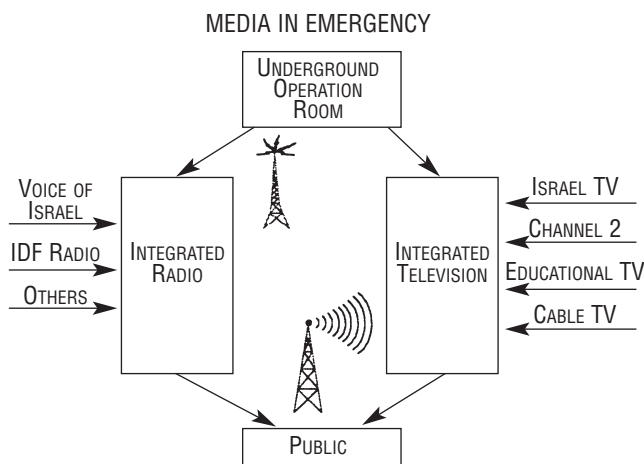 MEDIA IN EMERGENCY
UNDERGROUND
OPERATION
ROOM
VOICE OF
ISRAEL
IDF RADIO
OTHERS
INTEGRATED
RADIO
INTEGRATED
TELEVISION
ISRAEL TV
CHANNEL 2
EDUCATIONAL TV
CABLE TV
PUBLIC